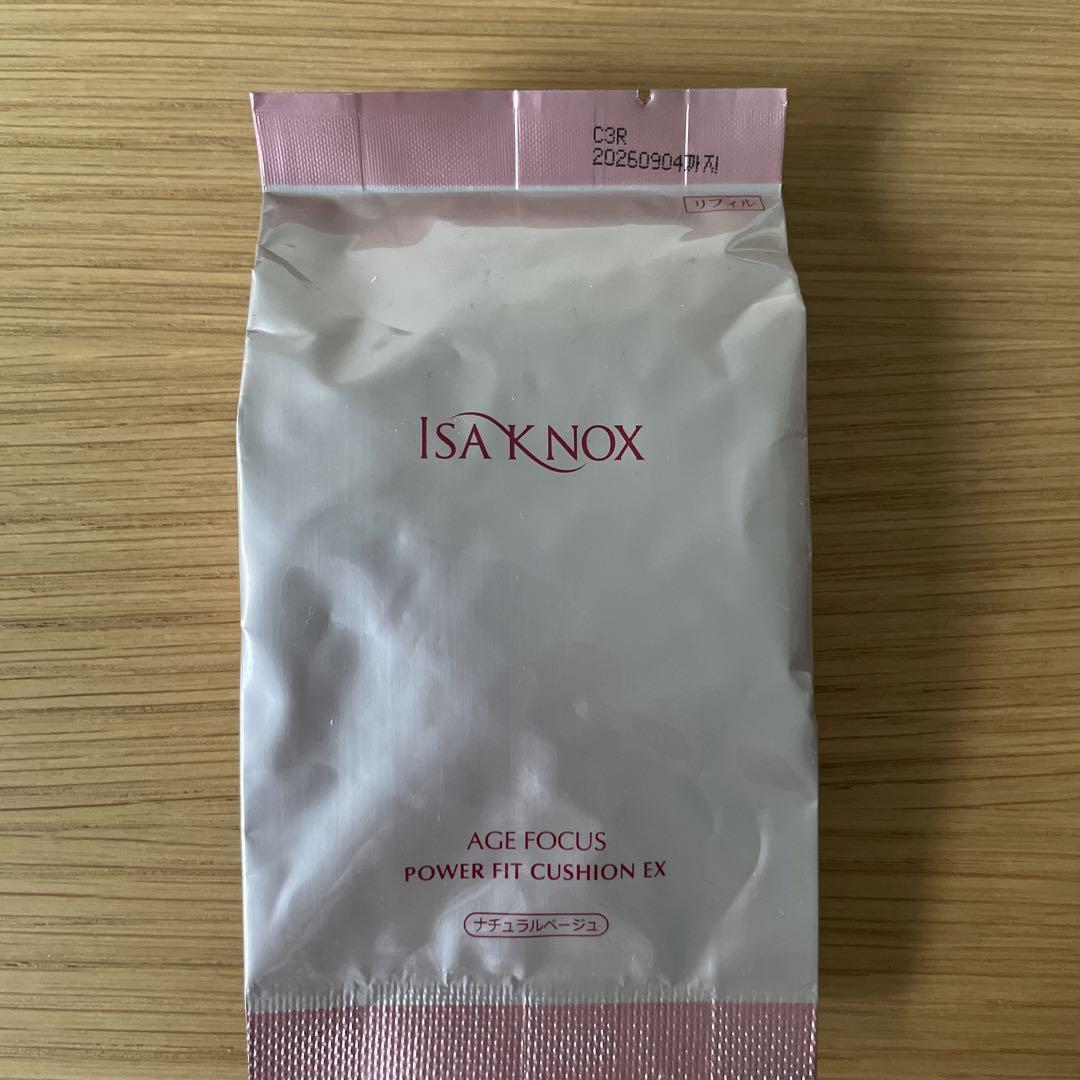 C3R
20260904까지
リフィル
ISA KNOX
AGE FOCUS
POWER FIT CUSHION EX
ナチュラルベージュ